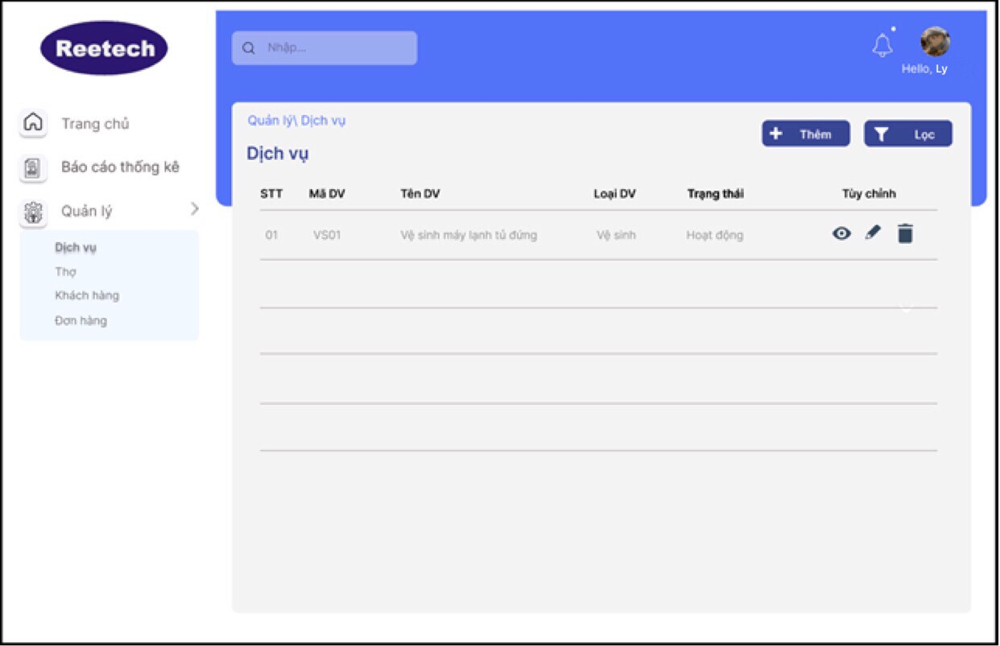 Reetech
Nhập...
Hello, Ly
Trang chủ
Báo cáo thống kê
Quản lý
Dịch vụ
Thợ
Khách hàng
Đơn hàng
Quản lý\ Dịch vụ
Dịch vụ
Thêm
Lọc
STT Mã DV Tên DV Loại DV Trạng thái Tùy chỉnh
01 VS01 Vệ sinh máy lạnh tủ đứng Vệ sinh Hoạt động